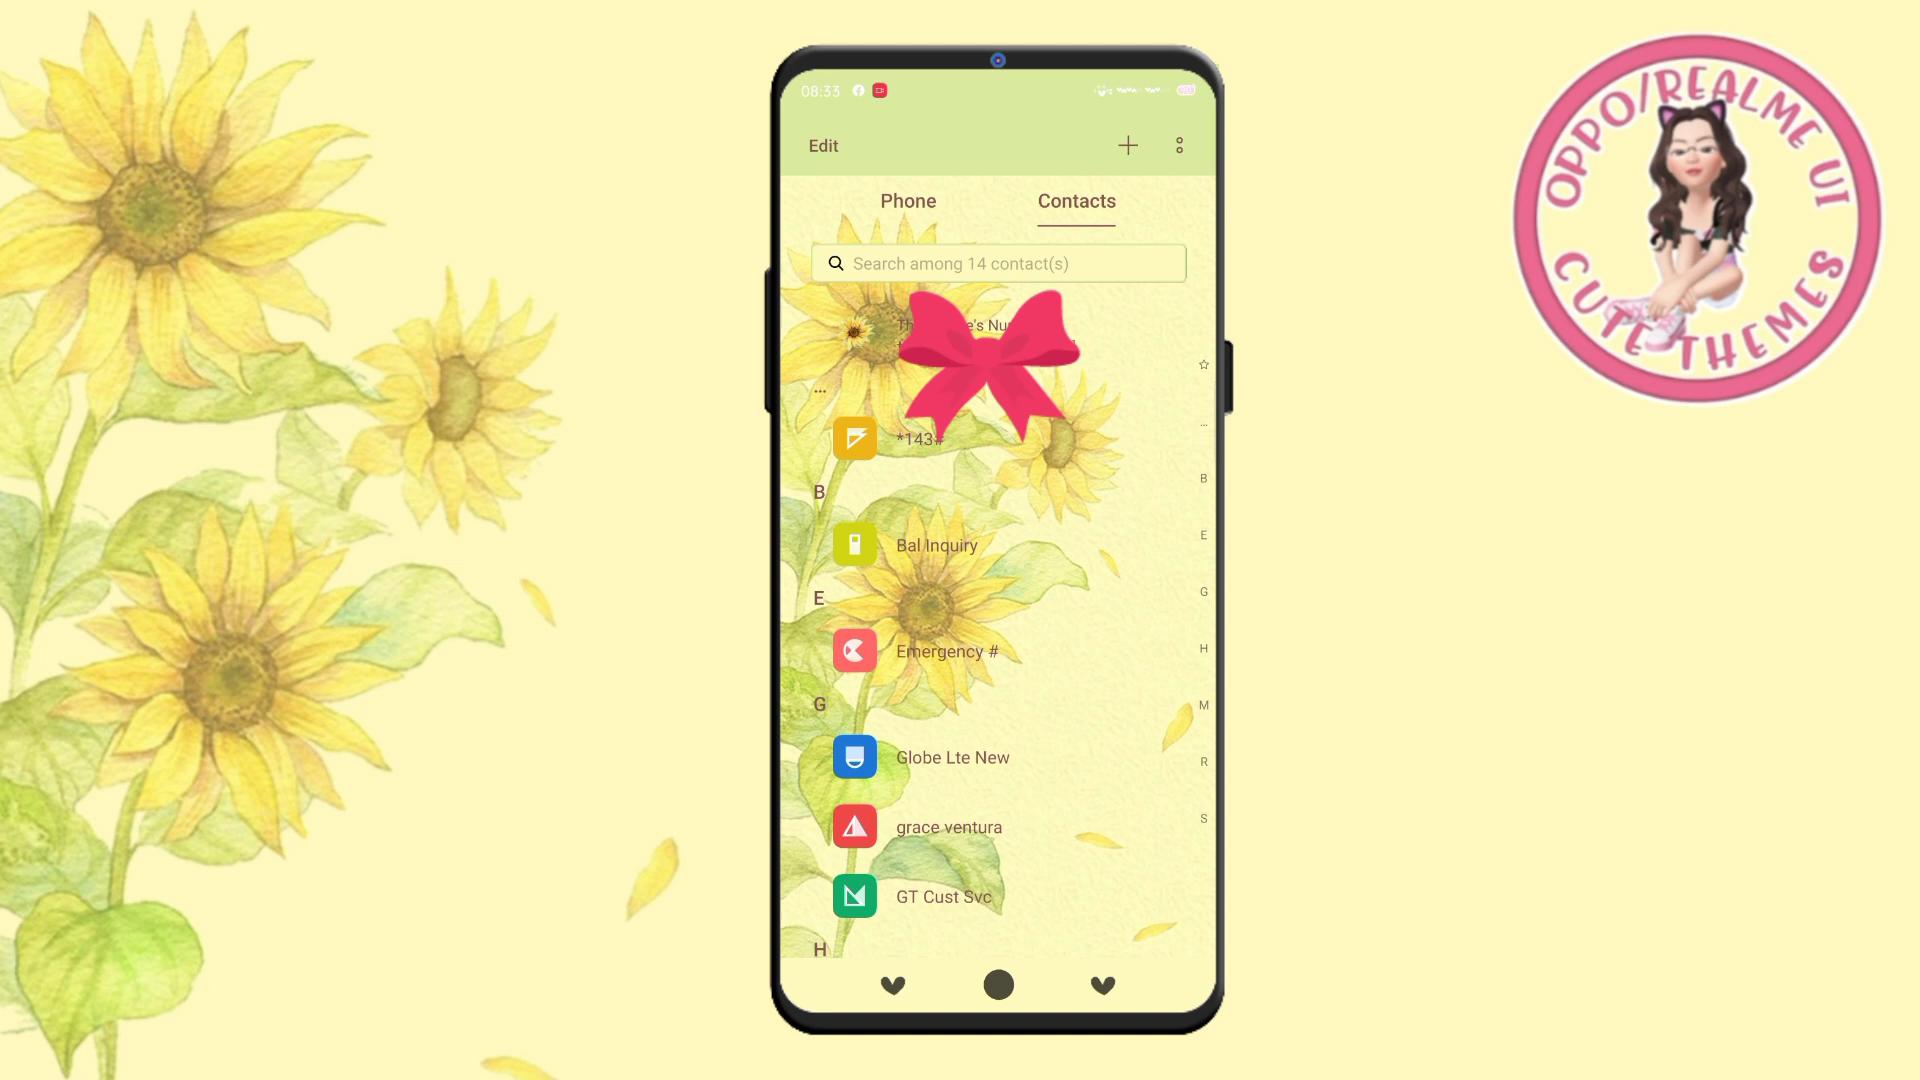 08:33
Edit
Phone
Contacts
Search among 14 contact(s)
...
*143#
B
Bal Inquiry
E
Emergency #
G
Globe Lte New
grace ventura
GT Cust Svc
H
...
B
E
G
H
M
R
S
OPPO/REALME UI
CUTE THEMES